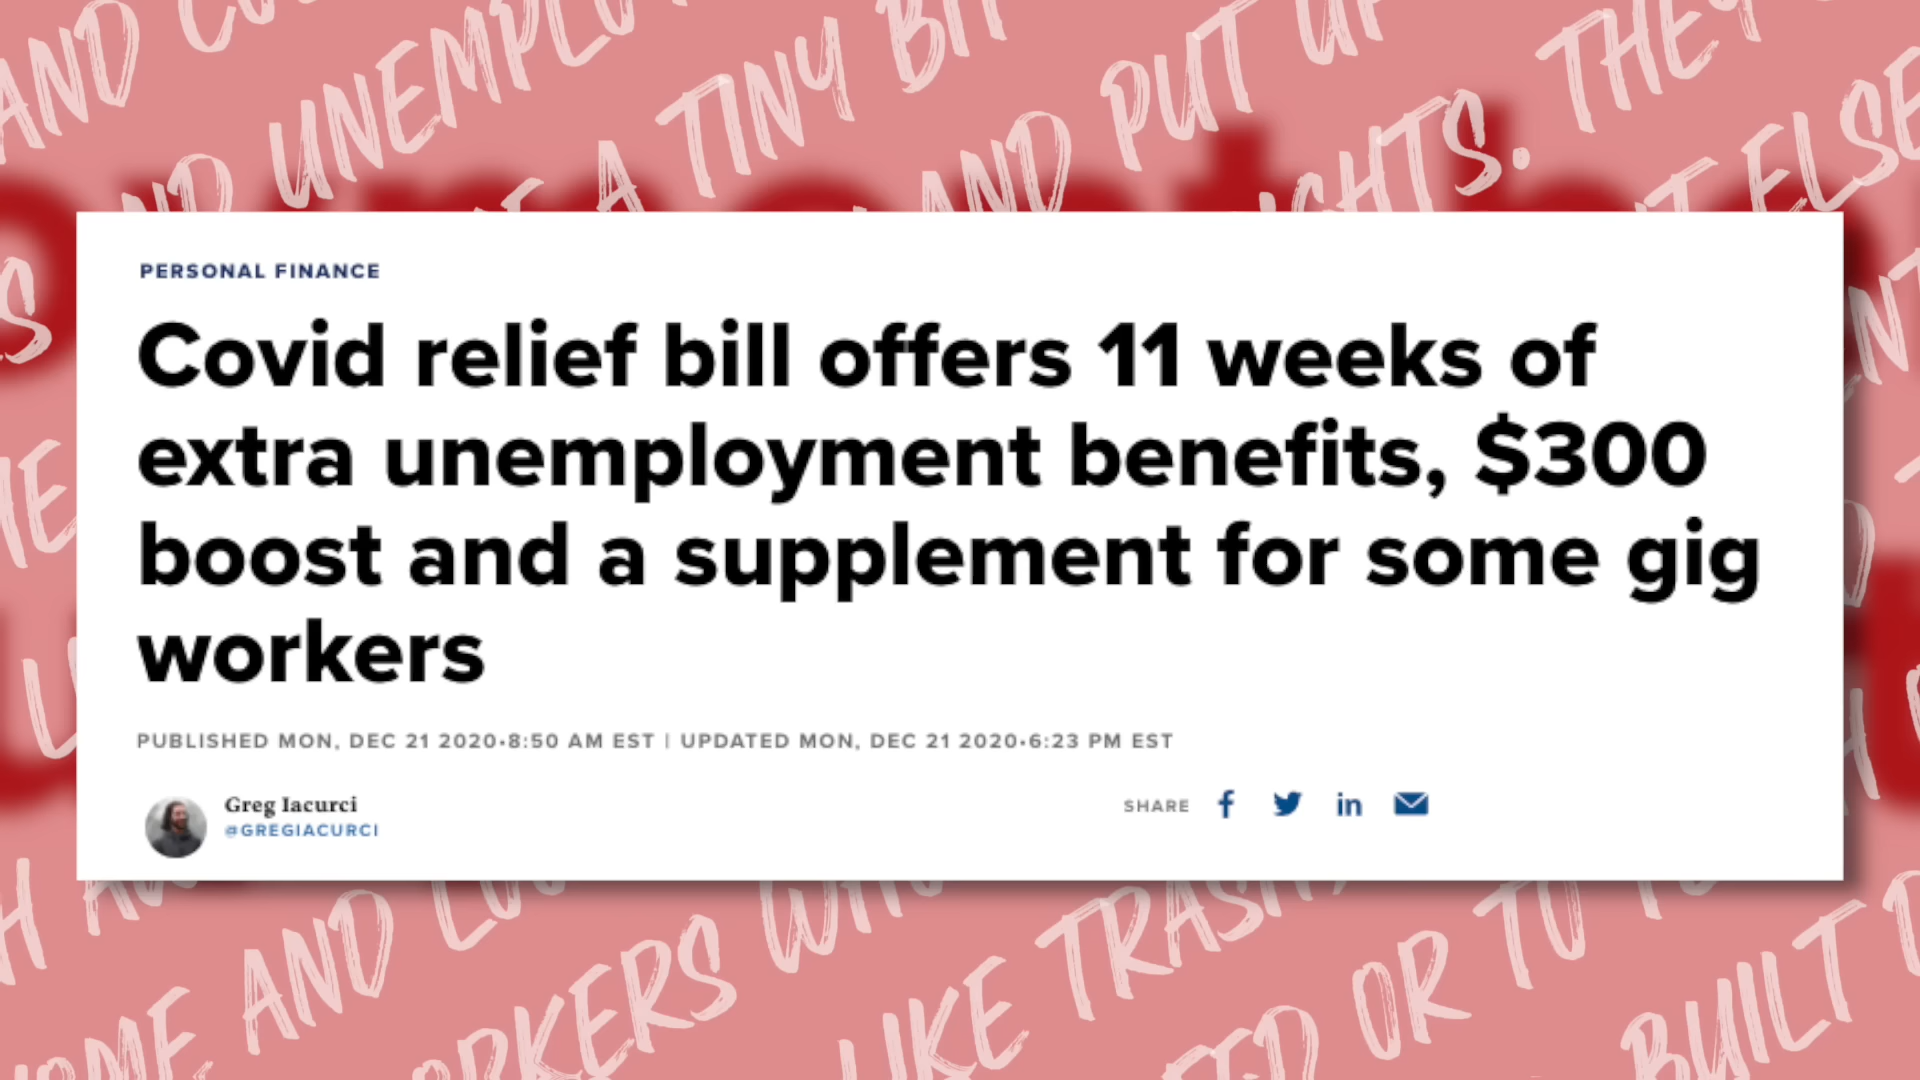 AND
UNEMPLO
A TINY BIT
AND PUT UP
THEY
ELSE
PERSONAL FINANCE
Covid relief bill offers 11 weeks of
extra unemployment benefits, $300
boost and a supplement for some gig
workers
PUBLISHED MON, DEC 21 2020•8:50 AM EST | UPDATED MON, DEC 21 2020•6:23 PM EST
Greg Iacurci
@GREGIACURCI
SHARE
AND
LIKE TRASH
OR TO
BUILT